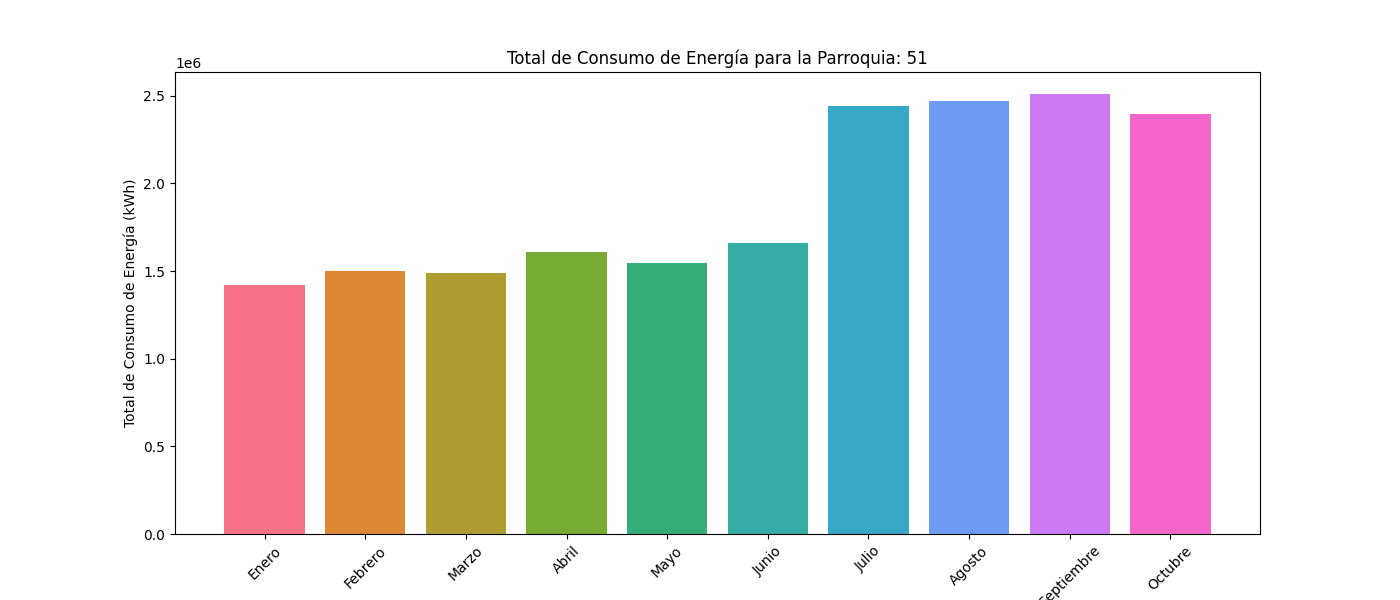 Total de Consumo de Energía para la Parroquia: 51
1e6
2.5
2.0
1.5
1.0
0.5
0.0
Total de Consumo de Energía (kWh)
Enero
Febrero
Marzo
Abril
Mayo
Junio
Julio
Agosto
Septiembre
Octubre